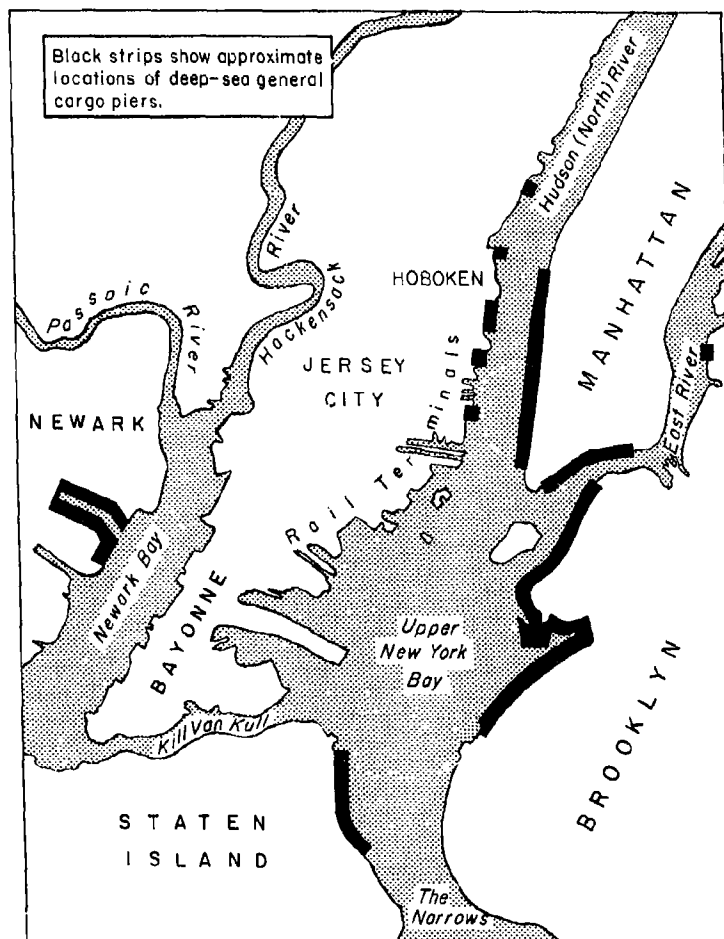 Black strips show approximate
locations of deep-sea general
cargo piers.
Hudson (North) River
MANHATTAN
River
Hackensack
HOBOKEN
Passaic
River
JERSEY
CITY
East River
NEWARK
Rail Terminals
Newark Bay
BAYONNE
Upper
New York
Bay
BROOKLYN
Kill Van Kull
STATEN
ISLAND
The
Narrows